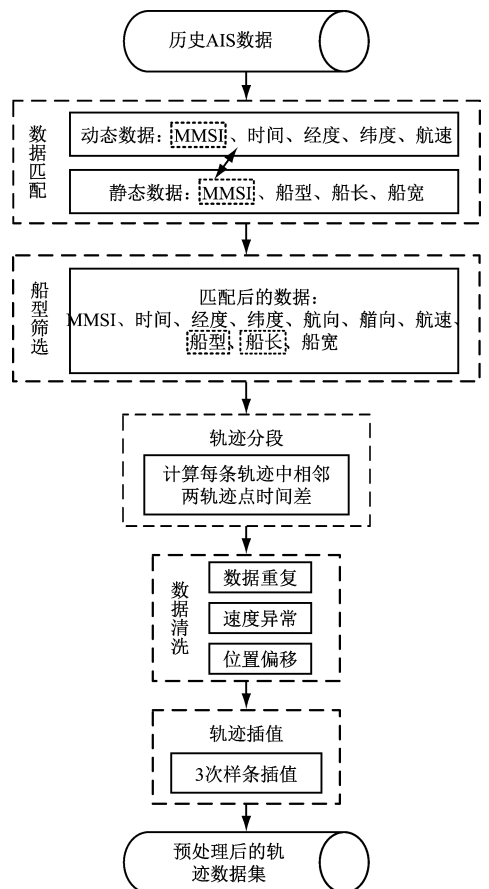 历史AIS数据
数据匹配
动态数据：MMSI、时间、经度、纬度、航速
静态数据：MMSI、船型、船长、船宽
船型筛选
匹配后的数据：
MMSI、时间、经度、纬度、航向、艏向、航速、
船型、船长、船宽
轨迹分段
计算每条轨迹中相邻
两轨迹点时间差
数据清洗
数据重复
速度异常
位置偏移
轨迹插值
3次样条插值
预处理后的轨
迹数据集